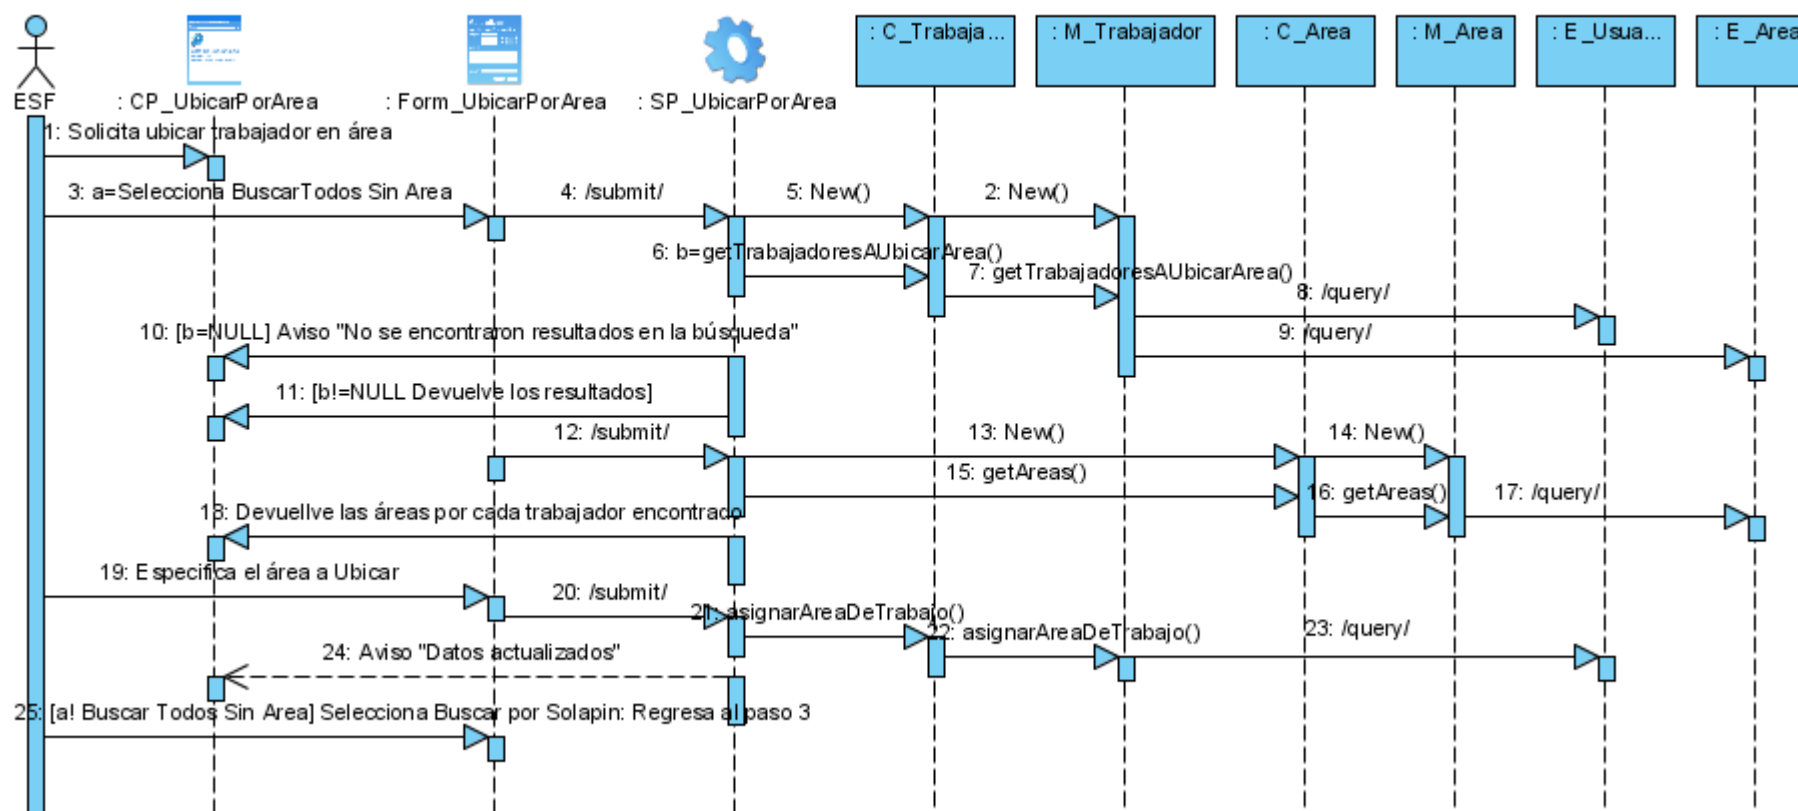 : C_Trabaja...
: M_Trabajador
: C_Area
: M_Area
: E_Usua...
: E_Area
ESF
: CP_UbicarPorArea
: Form_UbicarPorArea
: SP_UbicarPorArea
1: Solicita ubicar trabajador en área
3: a=Selecciona BuscarTodos Sin Area
4: /submit/
5: New()
2: New()
6: b=getTrabajadoresAUbicarArea()
7: getTrabajadoresAUbicarArea()
8: /query/
9: /query/
10: [b=NULL] Aviso "No se encontraron resultados en la búsqueda"
11: [b!=NULL Devuelve los resultados]
12: /submit/
13: New()
14: New()
15: getAreas()
16: getAreas()
17: /query/
18: Devuellve las áreas por cada trabajador encontrado
19: Especifica el área a Ubicar
20: /submit/
21: asignarAreaDeTrabajo()
22: asignarAreaDeTrabajo()
23: /query/
24: Aviso "Datos actualizados"
25: [a! Buscar Todos Sin Area] Selecciona Buscar por Solapin: Regresa al paso 3